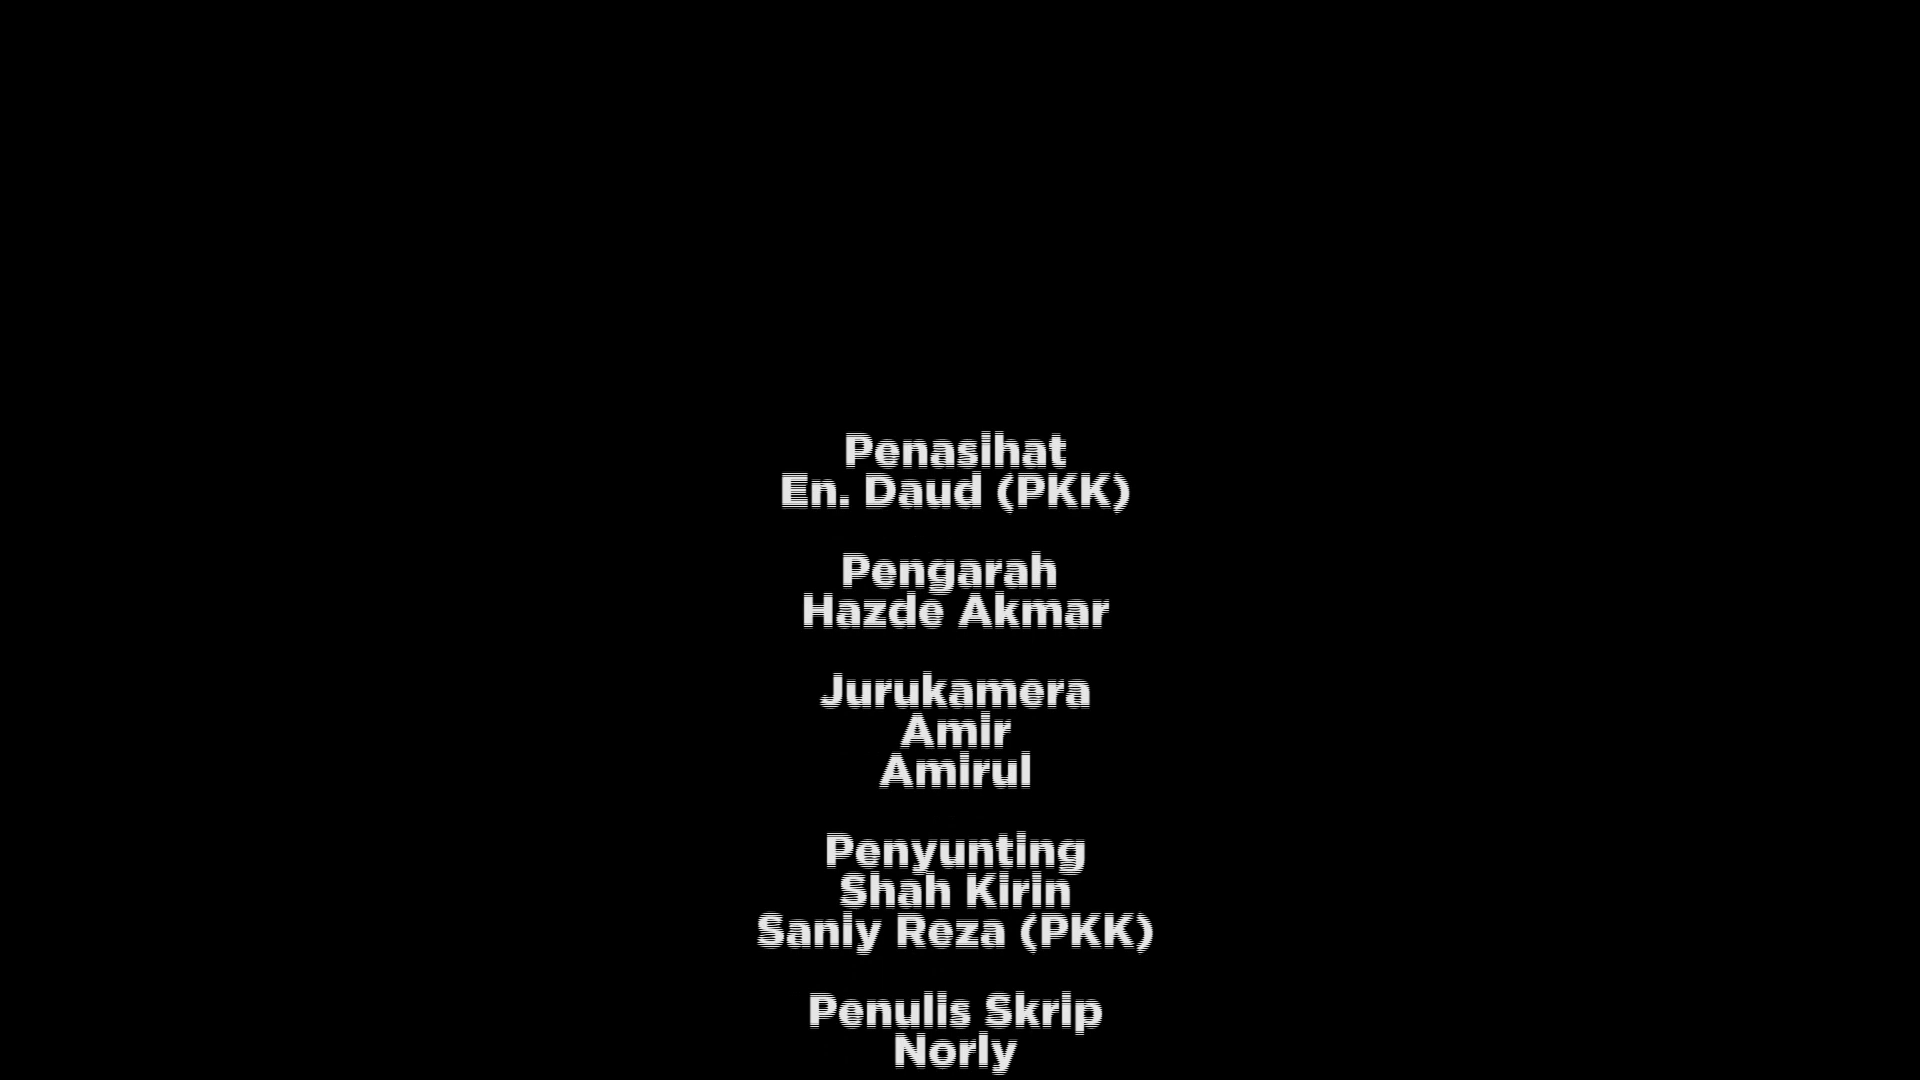 Penasihat
En. Daud (PKK)
Pengarah
Hazde Akmar
Jurukamera
Amir
Amirul
Penyunting
Shah Kirin
Saniy Reza (PKK)
Penulis Skrip
Norly